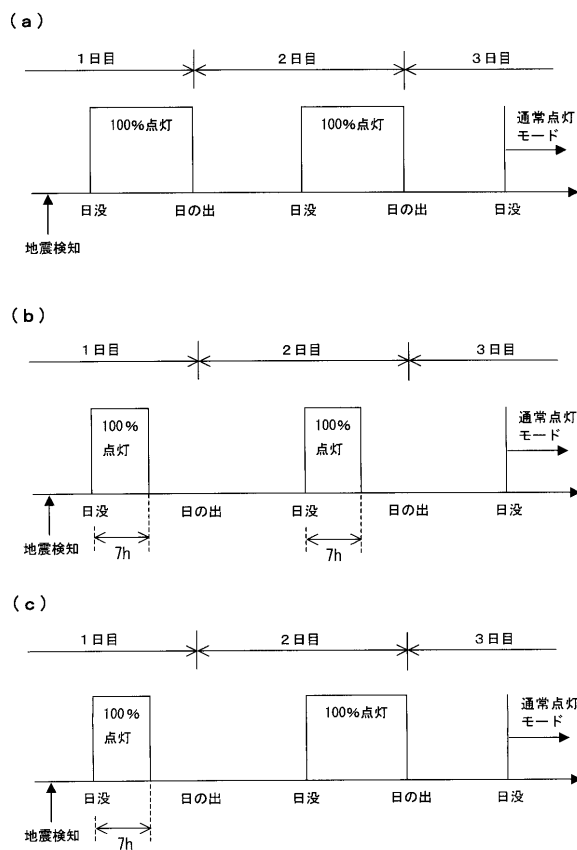 (a)
1日目 2日目 3日目
100%点灯 100%点灯 通常点灯
モード
日没 日の出 日没 日の出 日没
地震検知
(b)
1日目 2日目 3日目
100% 100% 通常点灯
点灯 点灯 モード
日没 日の出 日没 日の出 日没
地震検知 7h 7h
(c)
1日目 2日目 3日目
100% 100%点灯 通常点灯
点灯 モード
日没 日の出 日没 日の出 日没
地震検知 7h